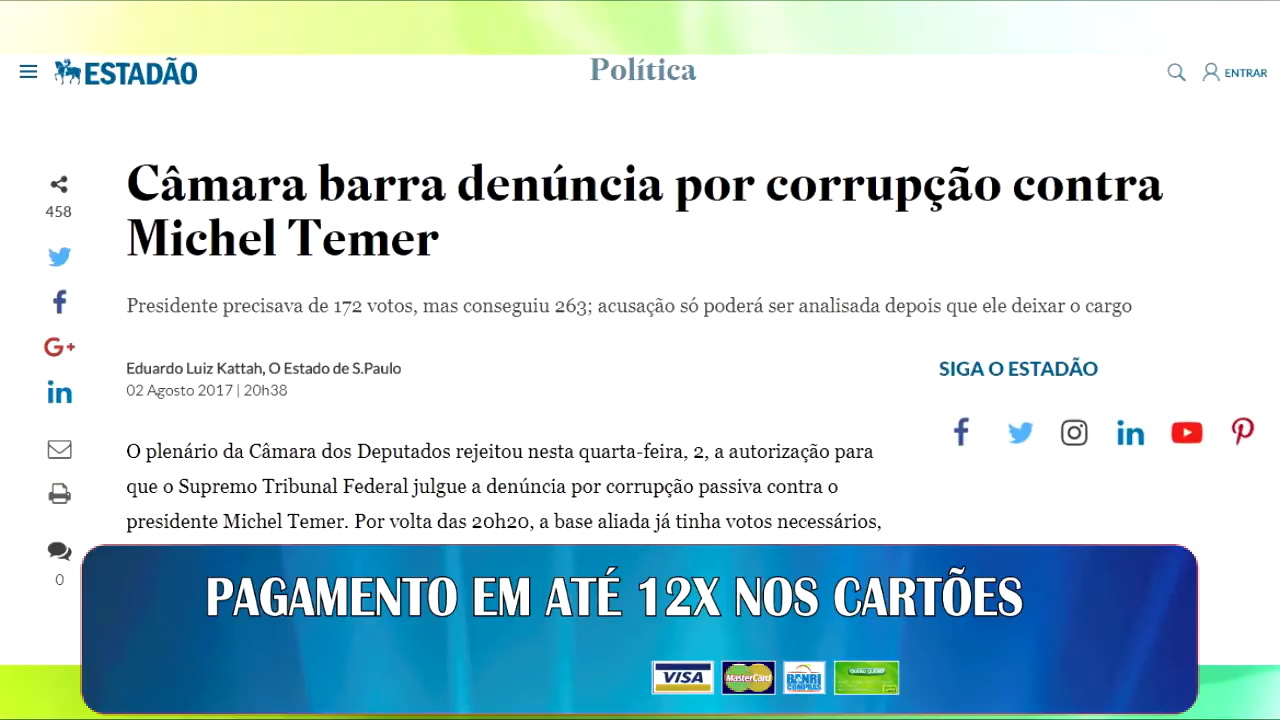 ESTADÃO
Política
ENTRAR
458
Câmara barra denúncia por corrupção contra
Michel Temer
Presidente precisava de 172 votos, mas conseguiu 263; acusação só poderá ser analisada depois que ele deixar o cargo
Eduardo Luiz Kattah, O Estado de S.Paulo
02 Agosto 2017 | 20h38
SIGA O ESTADÃO
O plenário da Câmara dos Deputados rejeitou nesta quarta-feira, 2, a autorização para
que o Supremo Tribunal Federal julgue a denúncia por corrupção passiva contra o
presidente Michel Temer. Por volta das 20h20, a base aliada já tinha votos necessários,
0
PAGAMENTO EM ATÉ 12X NOS CARTÕES
VISA
MasterCard
BANRI
COMPRAS
QUERO QUERO